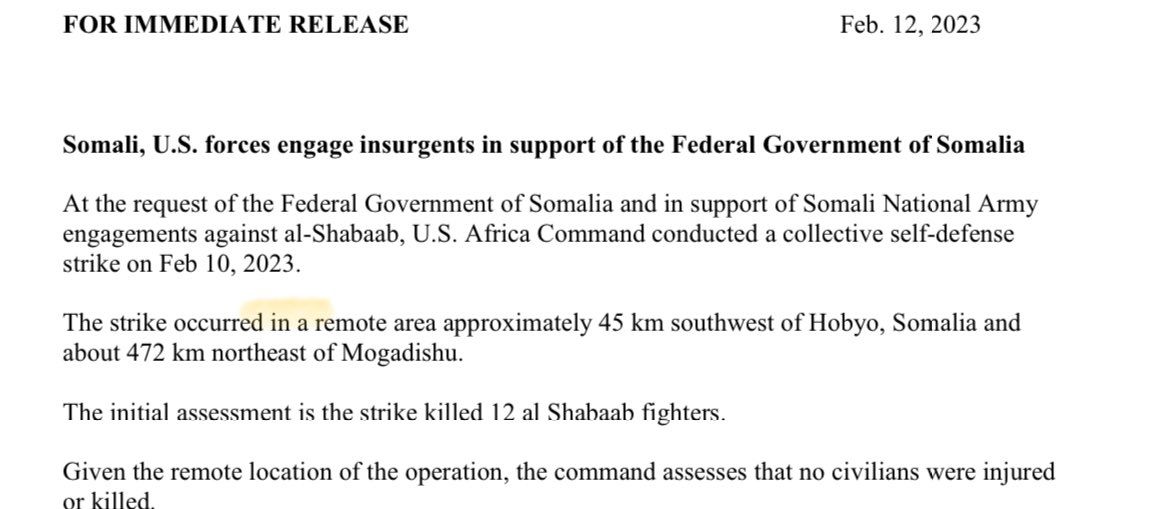 FOR IMMEDIATE RELEASE Feb. 12, 2023
Somali, U.S. forces engage insurgents in support of the Federal Government of Somalia
At the request of the Federal Government of Somalia and in support of Somali National Army
engagements against al-Shabaab, U.S. Africa Command conducted a collective self-defense
strike on Feb 10, 2023.
The strike occurred in a remote area approximately 45 km southwest of Hobyo, Somalia and
about 472 km northeast of Mogadishu.
The initial assessment is the strike killed 12 al Shabaab fighters.
Given the remote location of the operation, the command assesses that no civilians were injured
or killed.